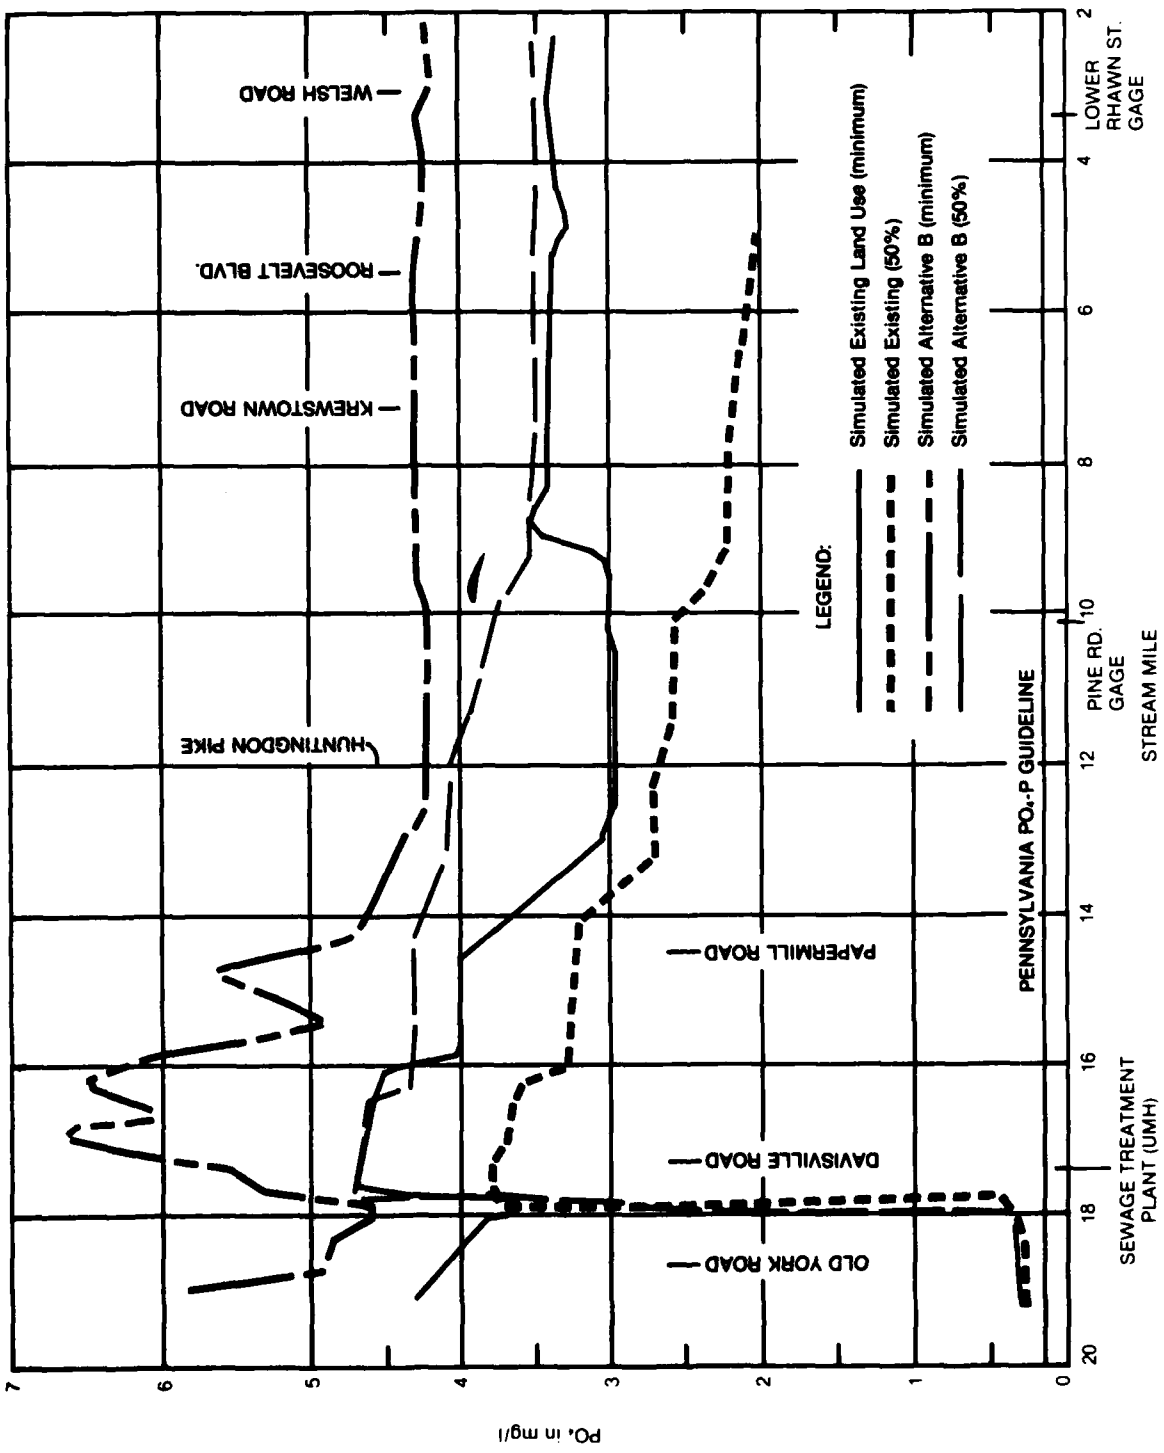 7
6
5
4
3
2
1
0
PO₄ in mg/l
20
18
16
14
12
10
8
6
4
2
STREAM MILE
SEWAGE TREATMENT
PLANT (UMH)
PINE RD.
GAGE
LOWER
RHAWN ST.
GAGE
OLD YORK ROAD
DAVISVILLE ROAD
PAPERMILL ROAD
HUNTINGDON PIKE
KREWSTOWN ROAD
ROOSEVELT BLVD.
WELSH ROAD
PENNSYLVANIA PO₄-P GUIDELINE
LEGEND:
Simulated Existing Land Use (minimum)
Simulated Existing (50%)
Simulated Alternative B (minimum)
Simulated Alternative B (50%)